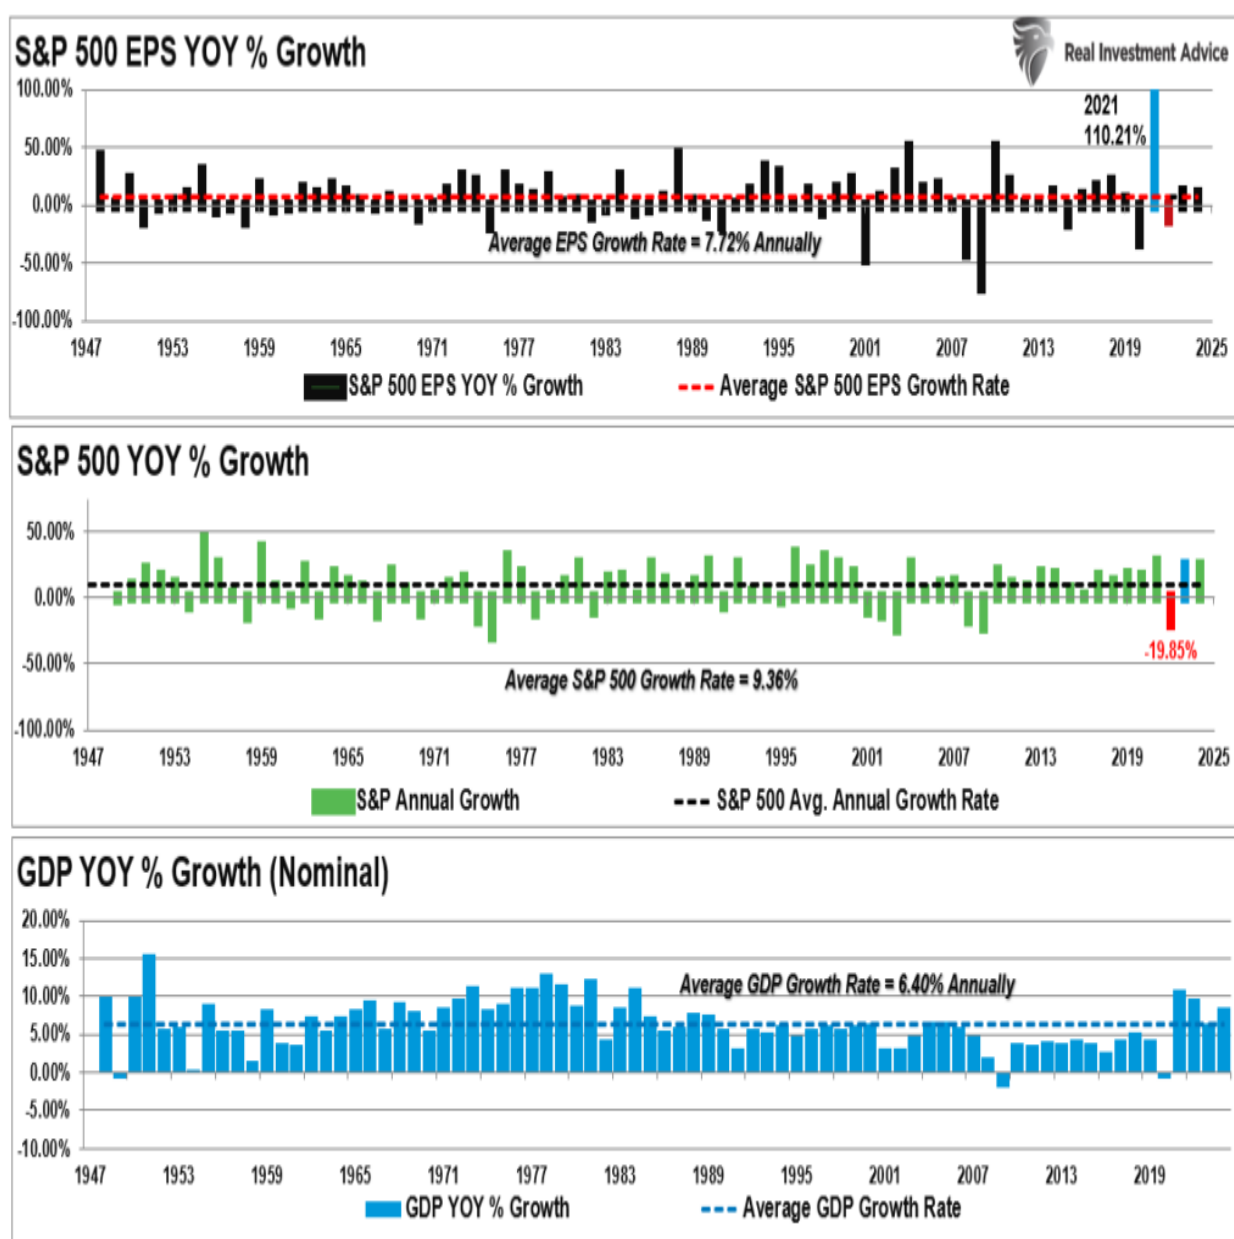 S&P 500 EPS YOY % Growth
Real Investment Advice
100.00%
2021
110.21%
50.00%
0.00%
Average EPS Growth Rate = 7.72% Annually
-50.00%
-100.00%
1947 1953 1959 1965 1971 1977 1983 1989 1995 2001 2007 2013 2019 2025
S&P 500 EPS YOY % Growth Average S&P 500 EPS Growth Rate
S&P 500 YOY % Growth
50.00%
0.00%
-19.85%
-50.00%
Average S&P 500 Growth Rate = 9.36%
-100.00%
1947 1953 1959 1965 1971 1977 1983 1989 1995 2001 2007 2013 2019 2025
S&P Annual Growth S&P 500 Avg. Annual Growth Rate
GDP YOY % Growth (Nominal)
20.00%
15.00%
Average GDP Growth Rate = 6.40% Annually
10.00%
5.00%
0.00%
-5.00%
-10.00%
1947 1953 1959 1965 1971 1977 1983 1989 1995 2001 2007 2013 2019
GDP YOY % Growth Average GDP Growth Rate